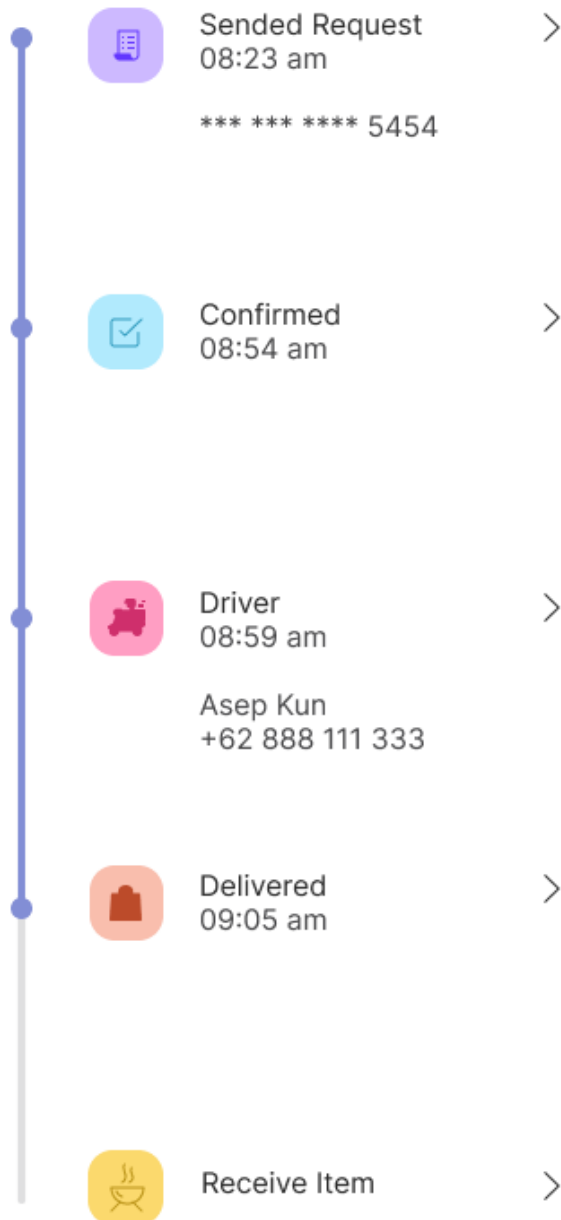 Sended Request
08:23 am
*** *** **** 5454
Confirmed
08:54 am
Driver
08:59 am
Asep Kun
+62 888 111 333
Delivered
09:05 am
Receive Item